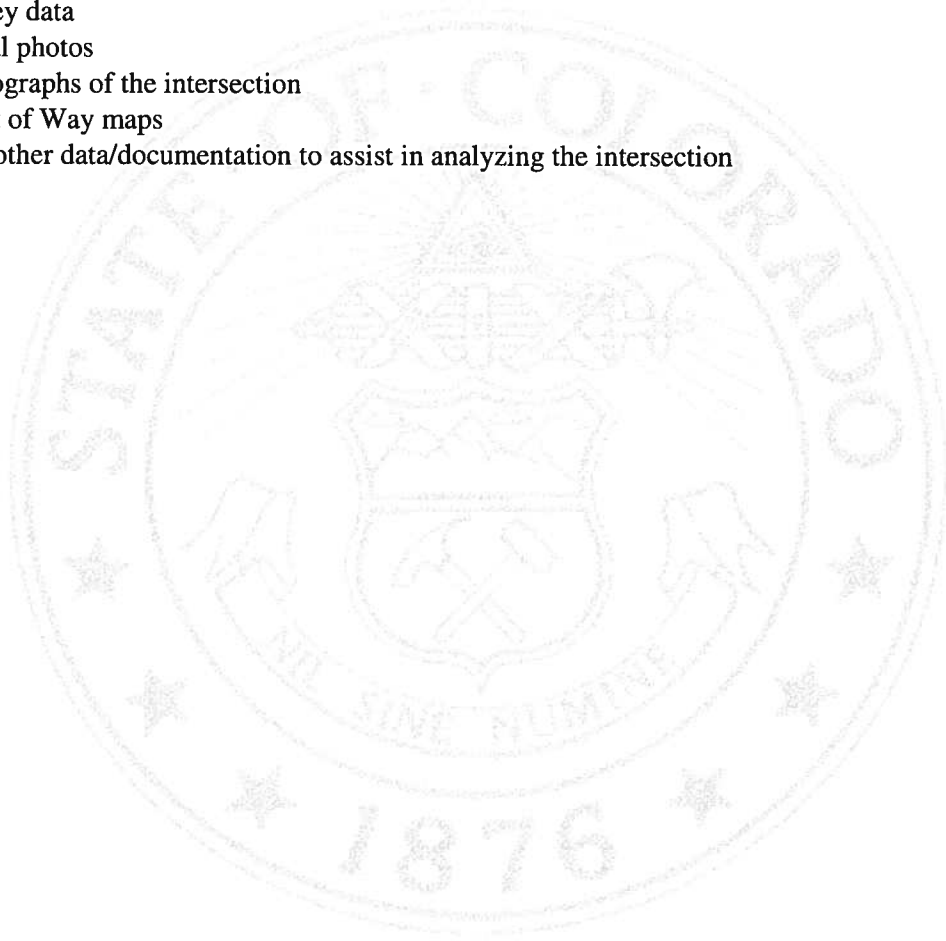 ey data
l photos
ographs of the intersection
of Way maps
other data/documentation to assist in analyzing the intersection
STATE OF COLORADO
NIL SINE NUMINE
1876